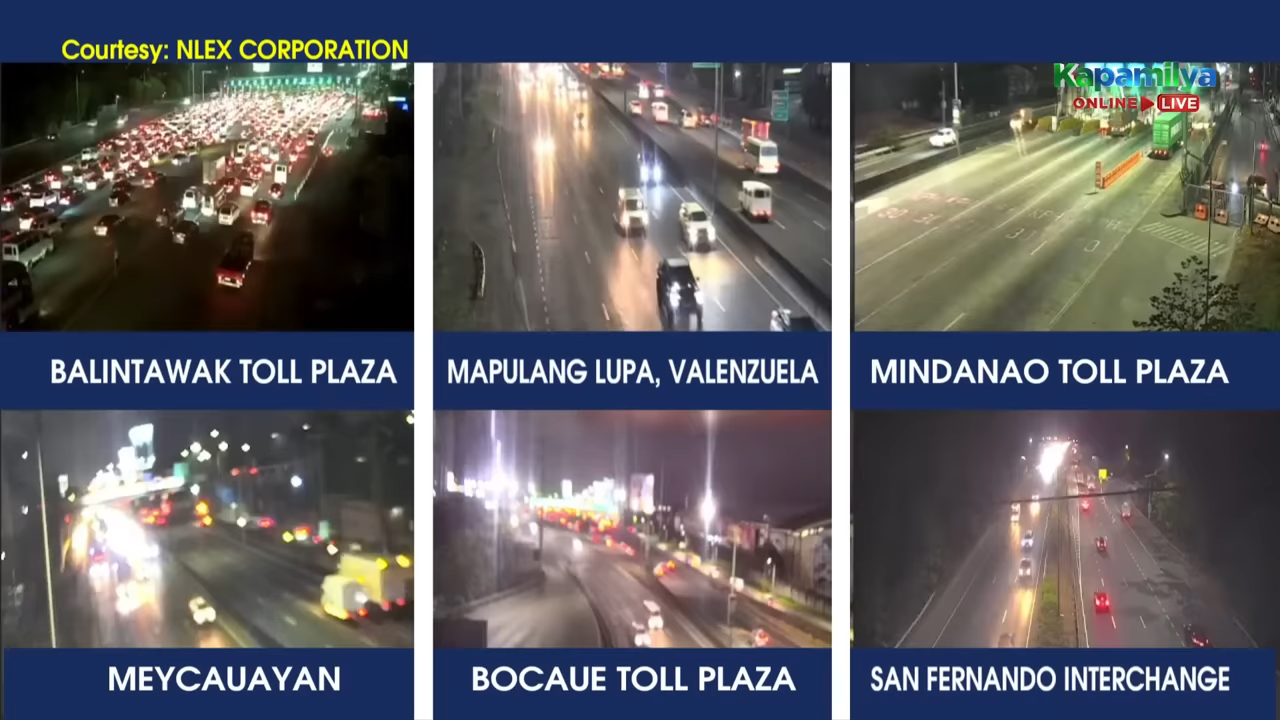 Courtesy: NLEX CORPORATION
Kapamilya
ONLINE LIVE
BALINTAWAK TOLL PLAZA
MAPULANG LUPA, VALENZUELA
MINDANAO TOLL PLAZA
MEYCAUAYAN
BOCAUE TOLL PLAZA
SAN FERNANDO INTERCHANGE